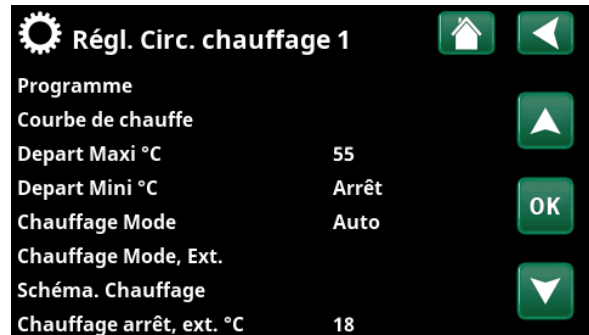 Régl. Circ. chauffage 1
Programme
Courbe de chauffe
Depart Maxi °C 55
Depart Mini °C Arrêt
Chauffage Mode Auto
OK
Chauffage Mode, Ext.
Schéma. Chauffage
Chauffage arrêt, ext. °C 18